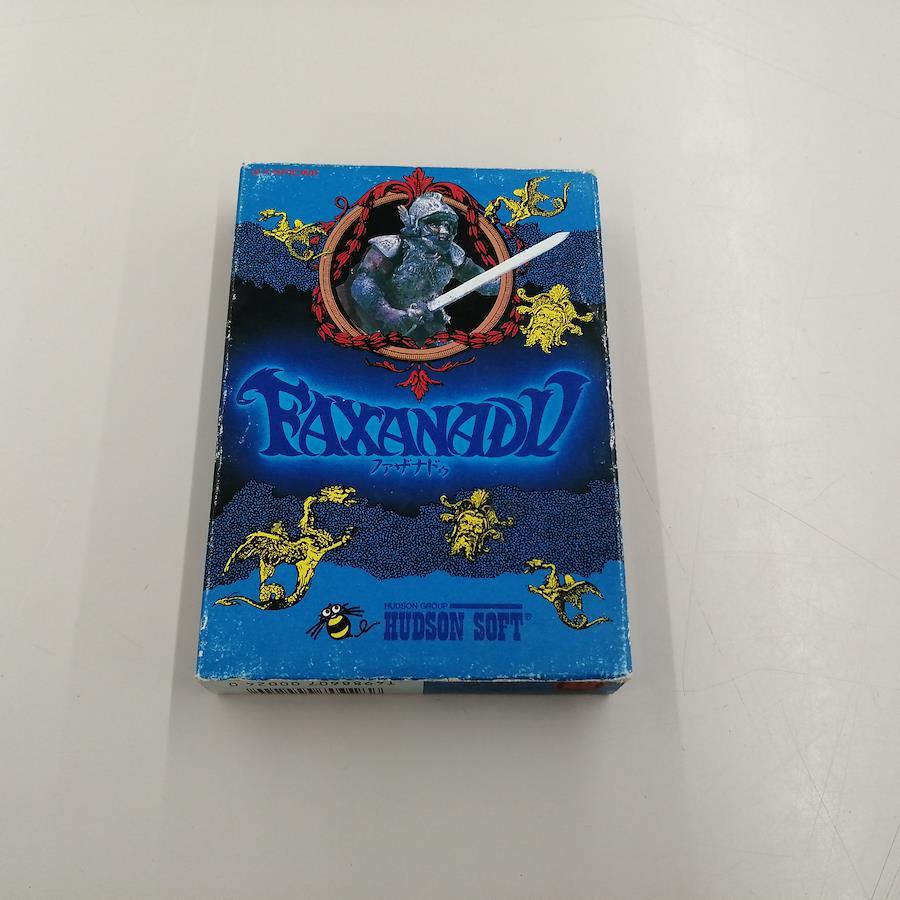 FAXANADU
ファザナドゥ
HUDSON GROUP
HUDSON SOFT®